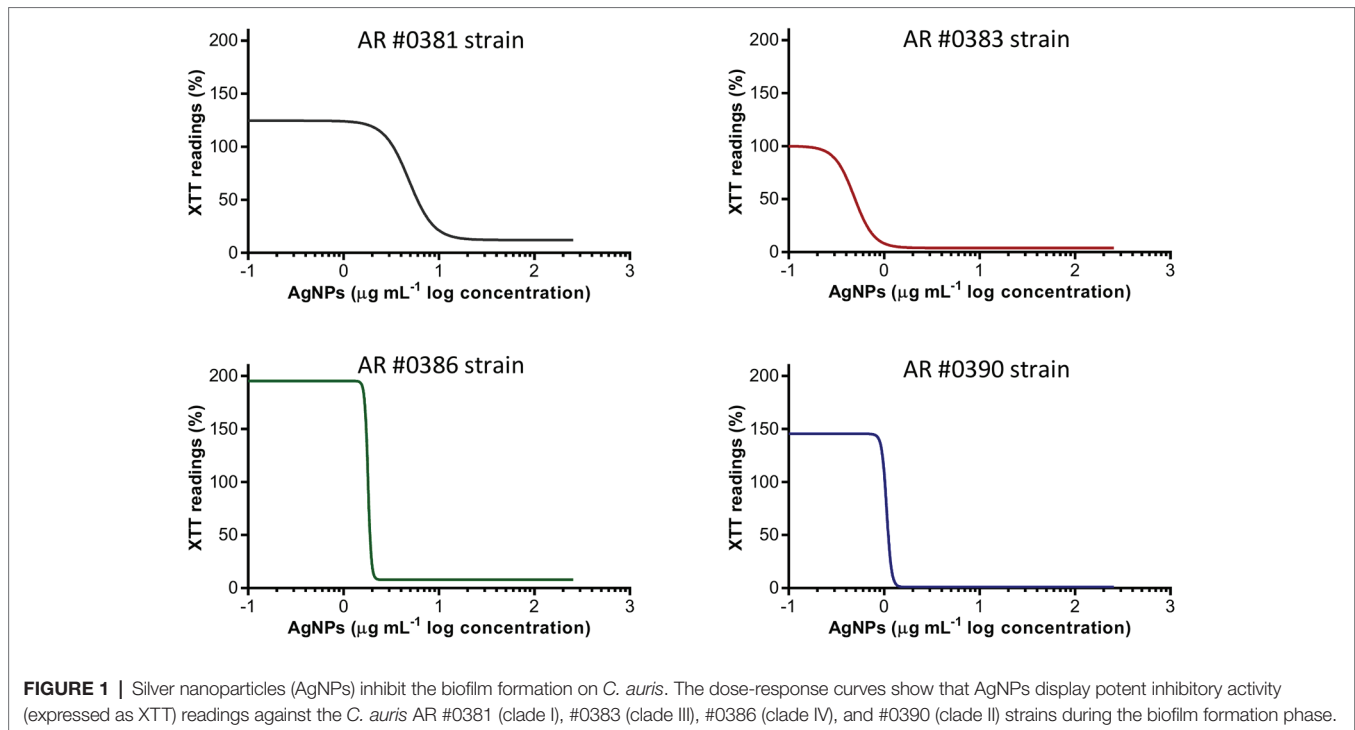 AR #0381 strain
200
150
100
50
0
XTT readings (%)
-1 0 1 2 3
AgNPs (μg mL⁻¹ log concentration)
AR #0383 strain
200
150
100
50
0
XTT readings (%)
-1 0 1 2 3
AgNPs (μg mL⁻¹ log concentration)
AR #0386 strain
200
150
100
50
0
XTT readings (%)
-1 0 1 2 3
AgNPs (μg mL⁻¹ log concentration)
AR #0390 strain
200
150
100
50
0
XTT readings (%)
-1 0 1 2 3
AgNPs (μg mL⁻¹ log concentration)
FIGURE 1 | Silver nanoparticles (AgNPs) inhibit the biofilm formation on C. auris. The dose-response curves show that AgNPs display potent inhibitory activity
(expressed as XTT) readings against the C. auris AR #0381 (clade I), #0383 (clade III), #0386 (clade IV), and #0390 (clade II) strains during the biofilm formation phase.